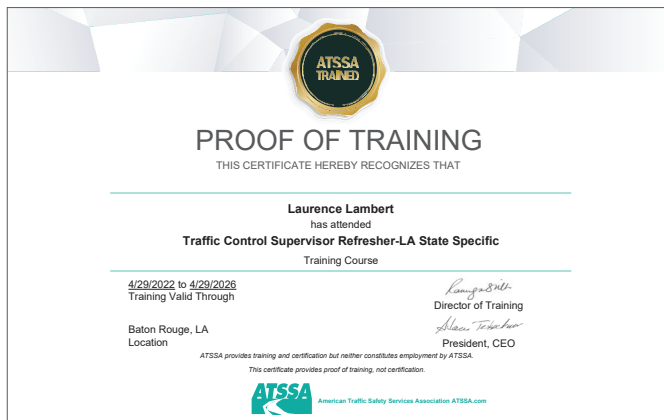 ATSSA
TRAINED
PROOF OF TRAINING
THIS CERTIFICATE HEREBY RECOGNIZES THAT
Laurence Lambert
has attended
Traffic Control Supervisor Refresher-LA State Specific
Training Course
4/29/2022 to 4/29/2026
Training Valid Through
Director of Training
Baton Rouge, LA
Location
President, CEO
ATSSA provides training and certification but neither constitutes employment by ATSSA.
This certificate provides proof of training, not certification.
ATSSA
American Traffic Safety Services Association ATSSA.com